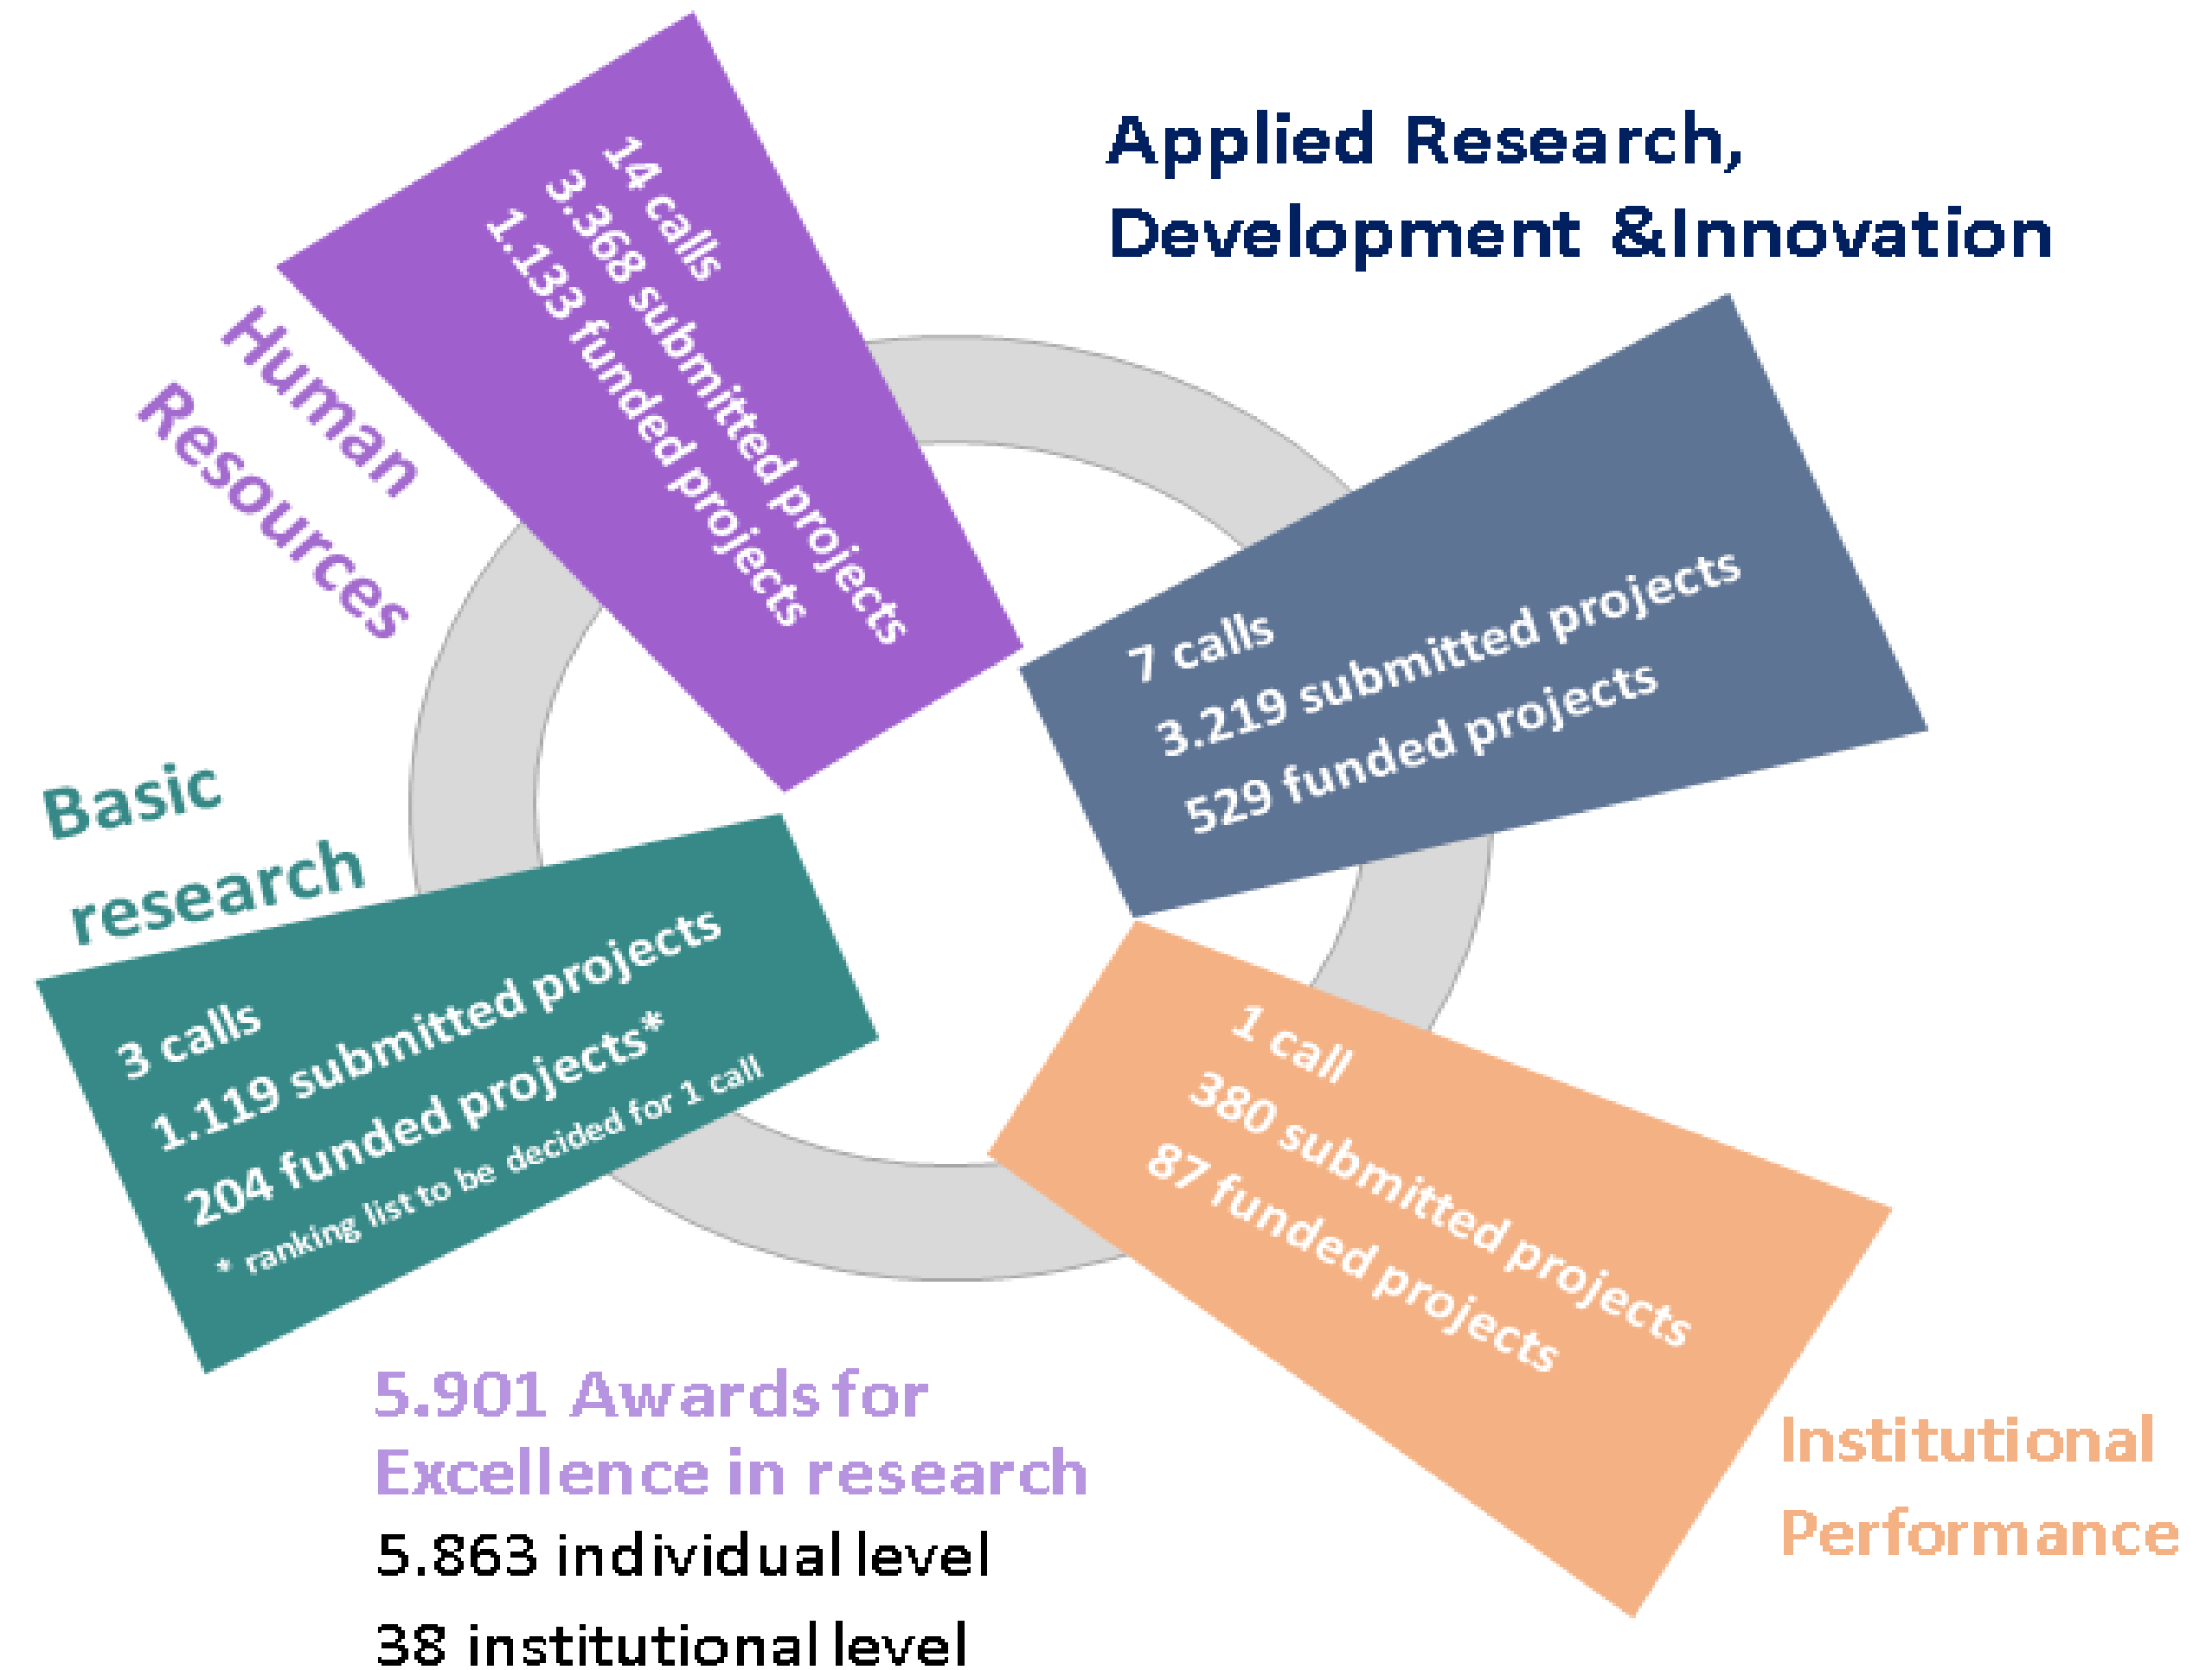 14 calls
3.368 submitted projects
1.133 funded projects
Human
Resources
Applied Research,
Development &Innovation
7 calls
3.219 submitted projects
529 funded projects
Basic
research
3 calls
1.119 submitted projects
204 funded projects*
* ranking list to be decided for 1 call
1 call
380 submitted projects
87 funded projects
Institutional
Performance
5.901 Awards for
Excellence in research
5.863 individual level
38 institutional level